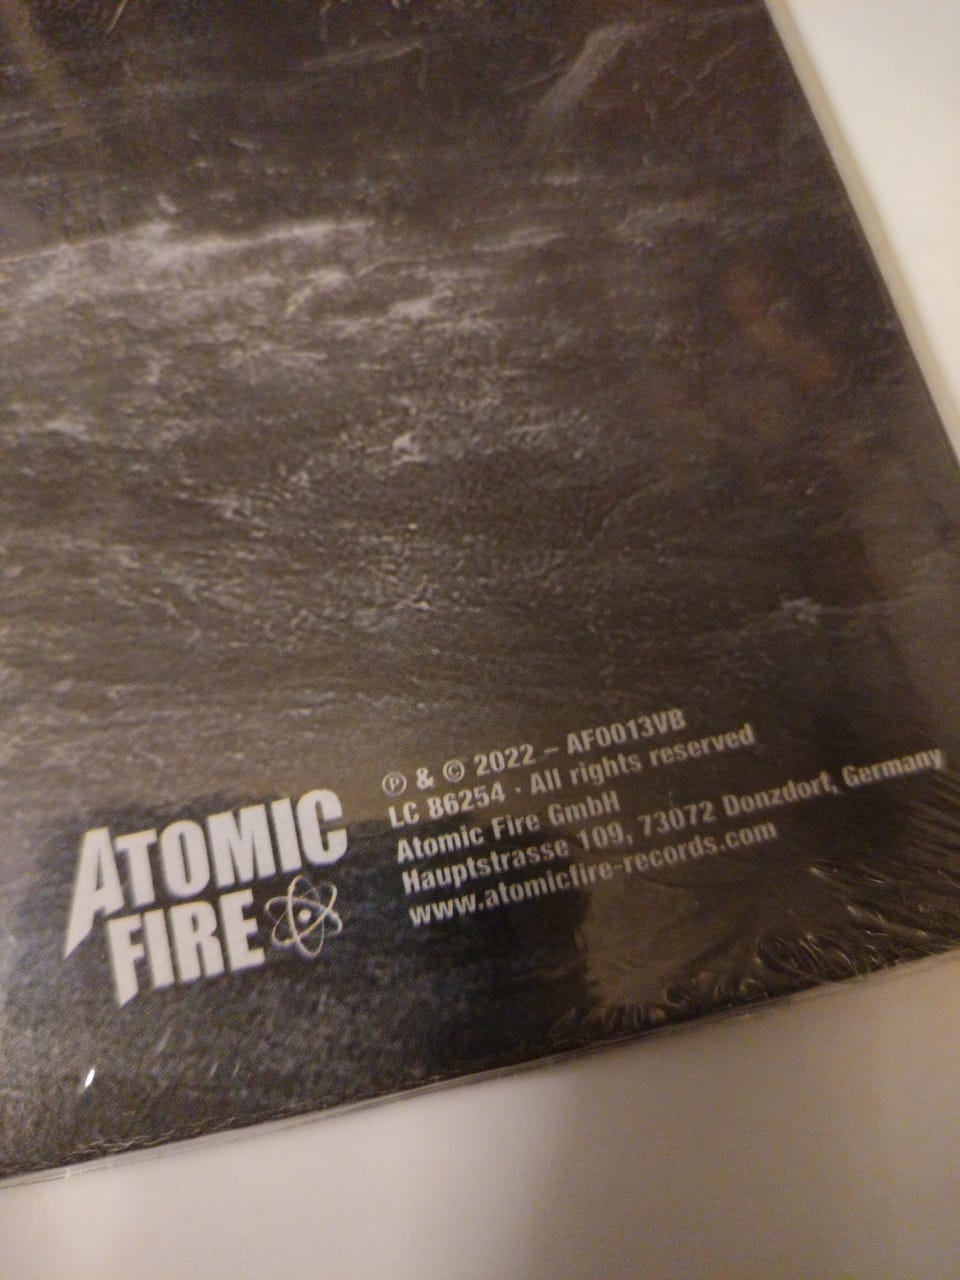 ATOMIC
FIRE
℗ & © 2022 – AF0013VB
LC 86254 · All rights reserved
Atomic Fire GmbH
Hauptstrasse 109, 73072 Donzdorf, Germany
www.atomicfire-records.com